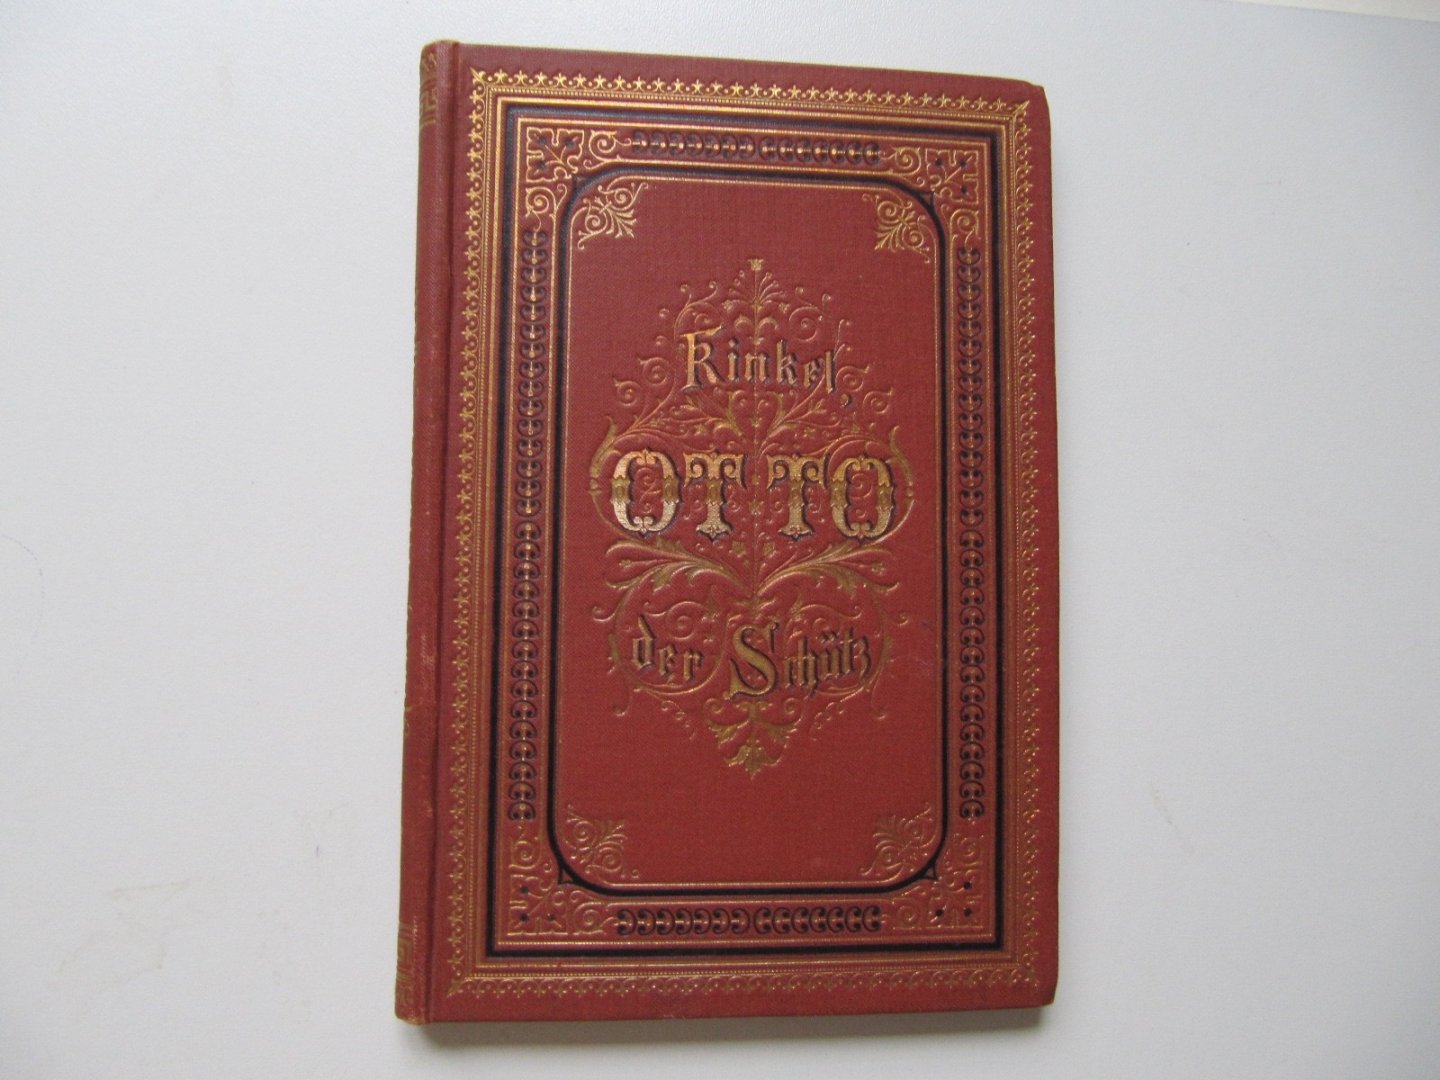 Kinkel,
OTTO
der Schütz